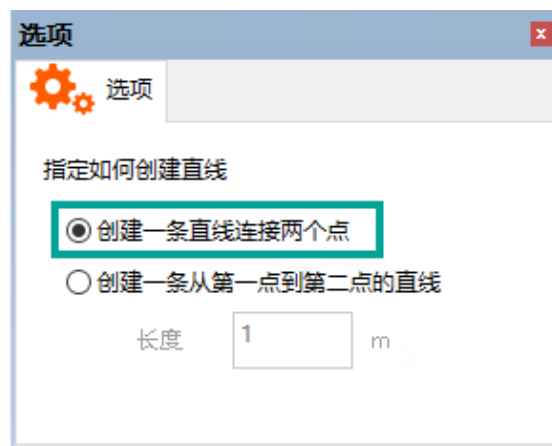 选项
选项
指定如何创建直线
创建一条直线连接两个点
创建一条从第一点到第二点的直线
长度 1 m